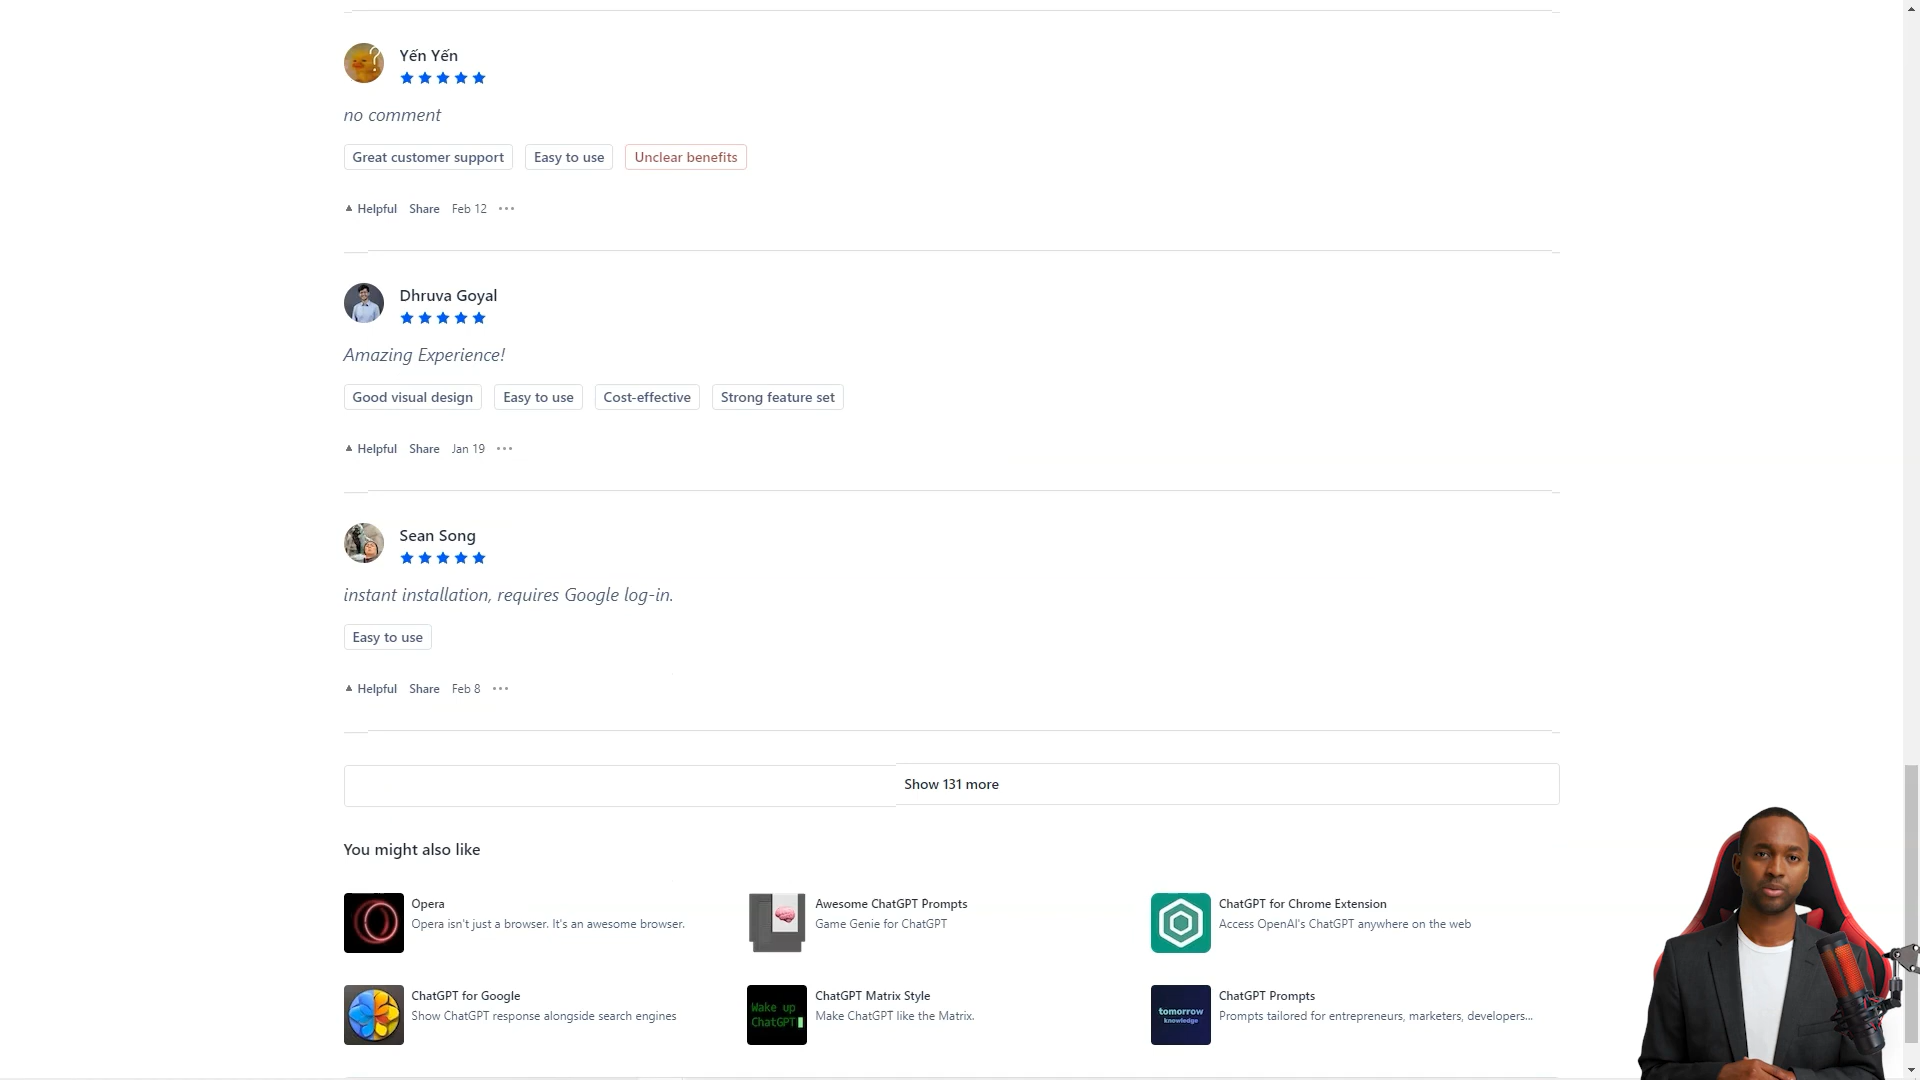 Yến Yến
no comment
Great customer support Easy to use Unclear benefits
Helpful Share Feb 12
Dhruva Goyal
Amazing Experience!
Good visual design Easy to use Cost-effective Strong feature set
Helpful Share Jan 19
Sean Song
instant installation, requires Google log-in.
Easy to use
Helpful Share Feb 8
Show 131 more
You might also like
Opera
Opera isn't just a browser. It's an awesome browser.
Awesome ChatGPT Prompts
Game Genie for ChatGPT
ChatGPT for Chrome Extension
Access OpenAI's ChatGPT anywhere on the web
ChatGPT for Google
Show ChatGPT response alongside search engines
Wake up
ChatGPT
ChatGPT Matrix Style
Make ChatGPT like the Matrix.
tomorrow
knowledge
ChatGPT Prompts
Prompts tailored for entrepreneurs, marketers, developers...